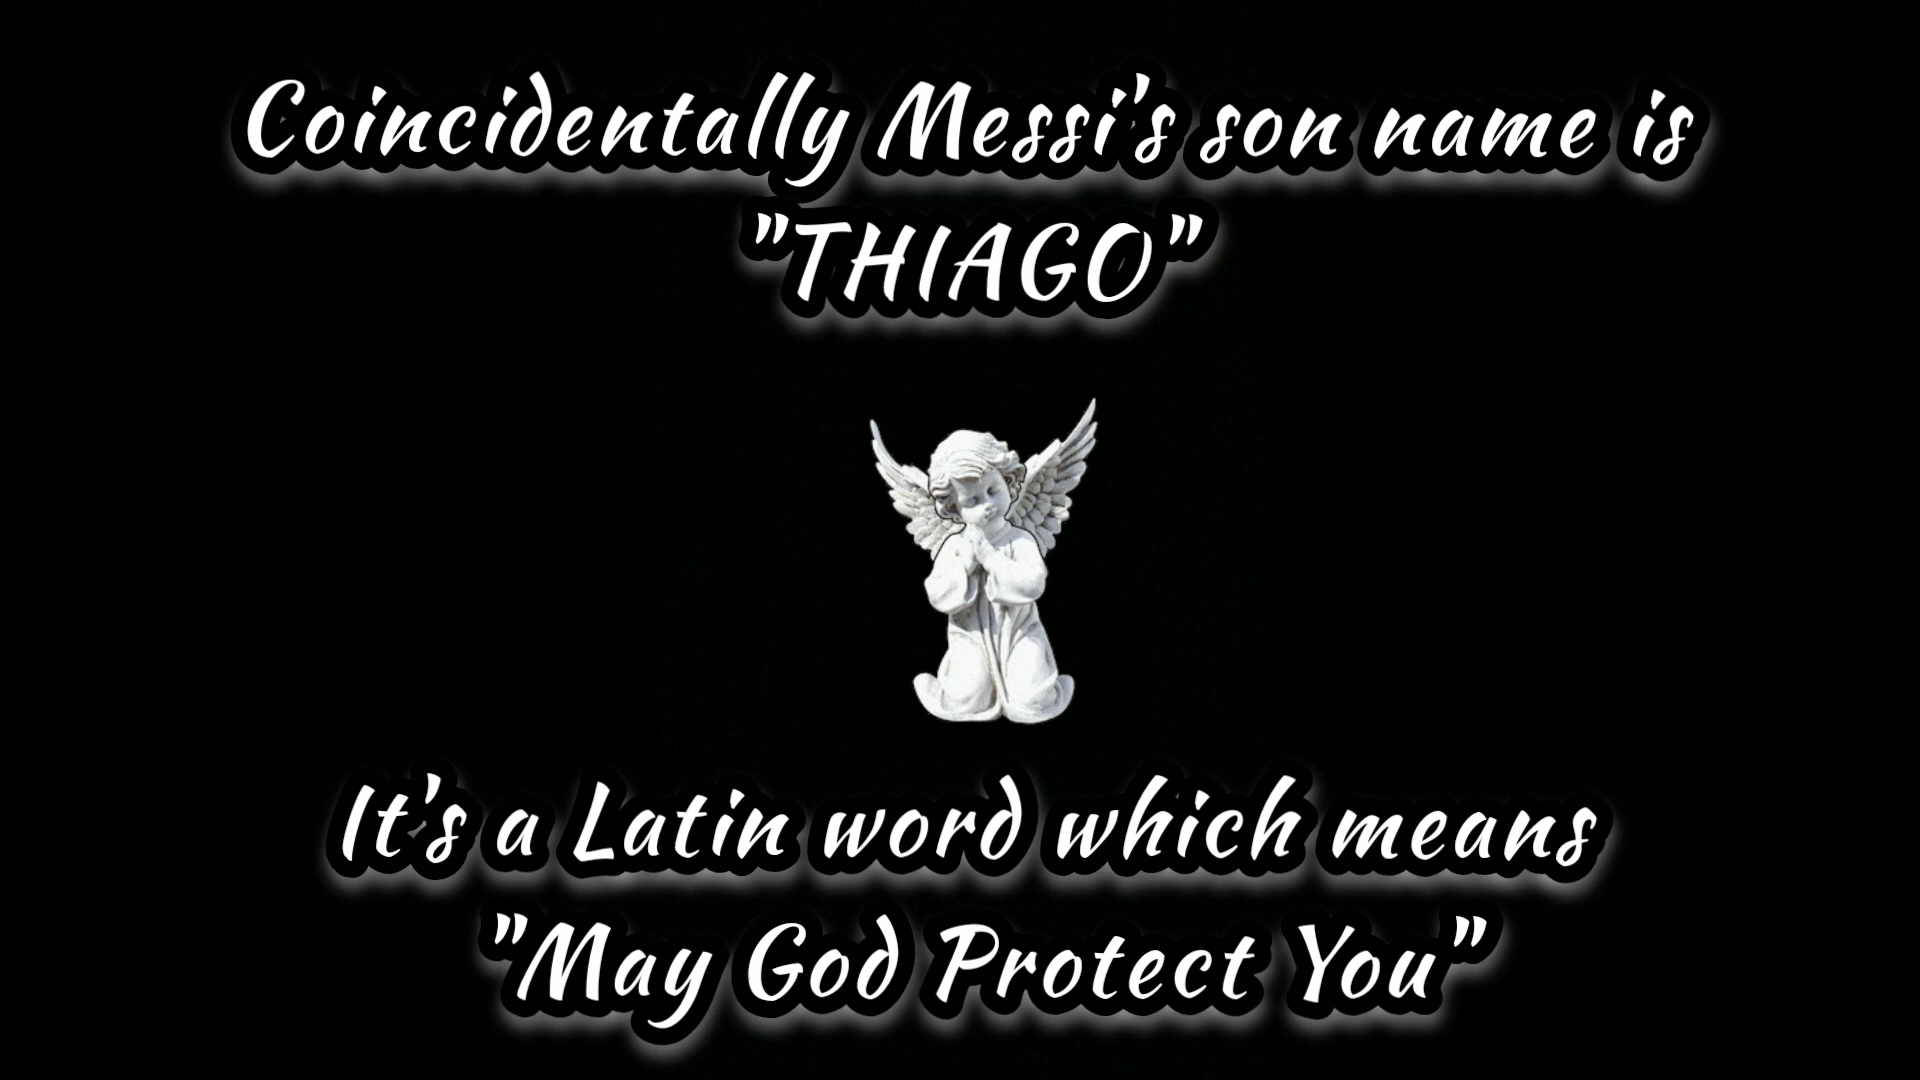 Coincidentally Messi's son name is
"THIAGO"
It's a Latin word which means
"May God Protect You"